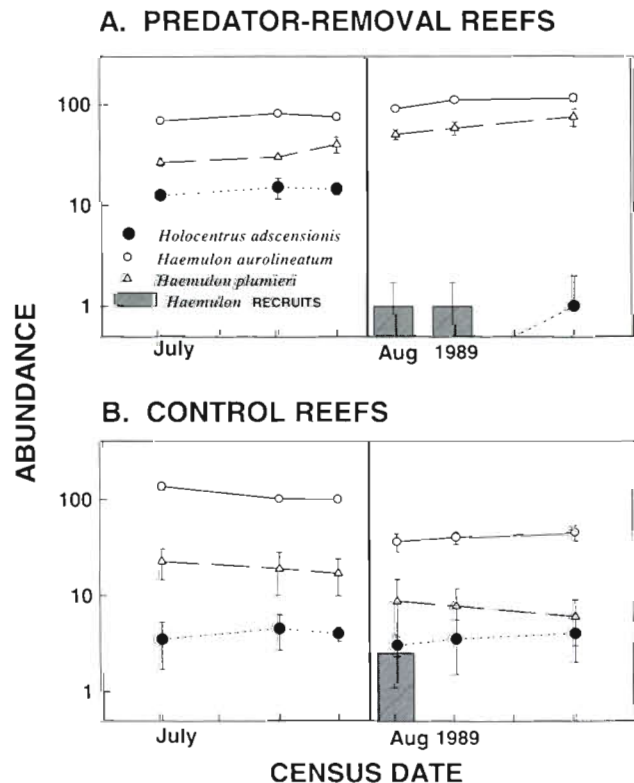 A. PREDATOR-REMOVAL REEFS
100
10
1
Holocentrus adscensionis
Haemulon aurolineatum
Haemulon plumieri
Haemulon RECRUITS
July
Aug 1989
ABUNDANCE
B. CONTROL REEFS
100
10
1
July
Aug 1989
CENSUS DATE